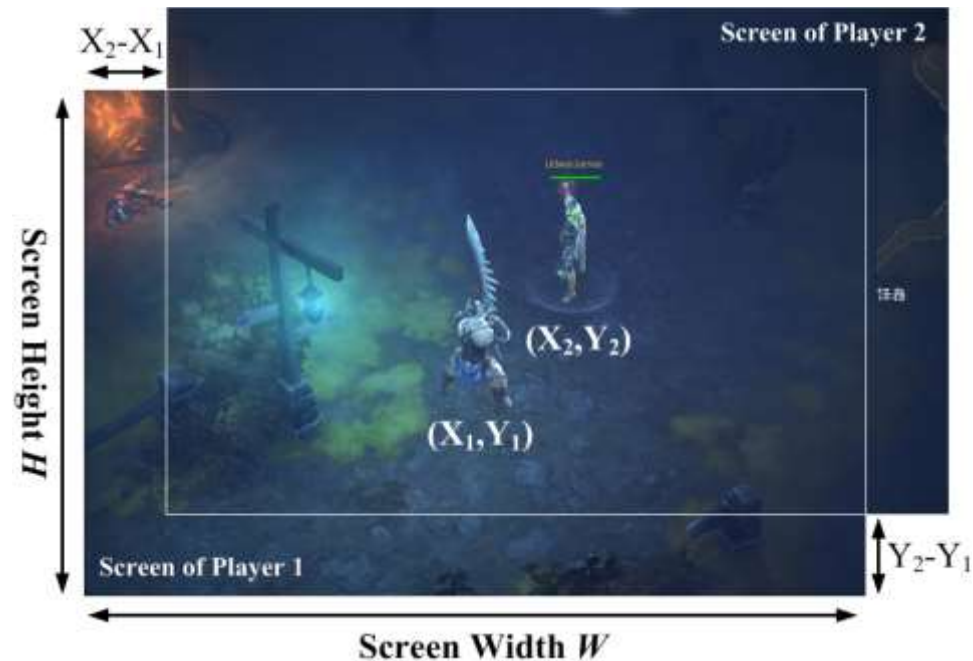 Screen of Player 2
X₂-X₁
(X₂,Y₂)
(X₁,Y₁)
Screen Height H
Screen of Player 1
Y₂-Y₁
Screen Width W